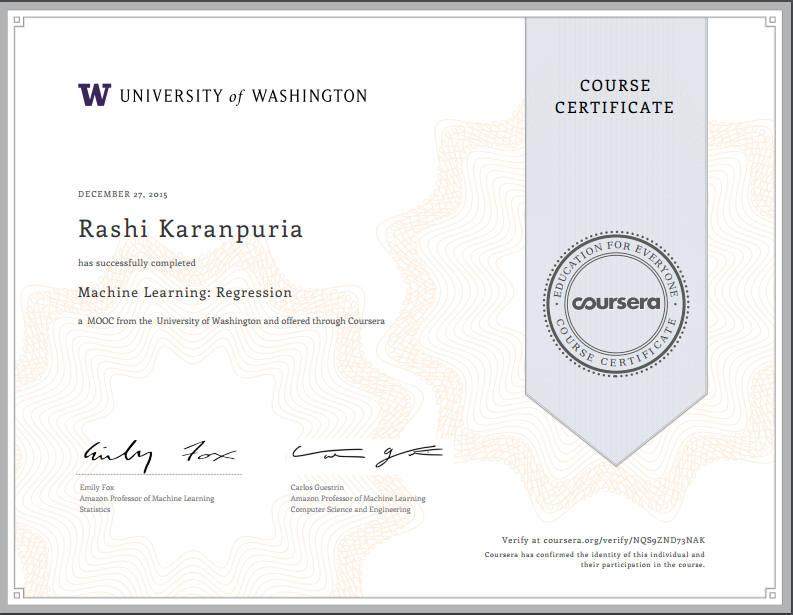 W UNIVERSITY of WASHINGTON
COURSE
CERTIFICATE
DECEMBER 27, 2015
Rashi Karanpuria
has successfully completed
Machine Learning: Regression
a MOOC from the University of Washington and offered through Coursera
EDUCATION FOR EVERYONE
coursera
COURSE CERTIFICATE
Emily Fox
Emily Fox
Amazon Professor of Machine Learning
Statistics
Carlos Guestrin
Amazon Professor of Machine Learning
Computer Science and Engineering
Verify at coursera.org/verify/NQS9ZND73NAK
Coursera has confirmed the identity of this individual and
their participation in the course.